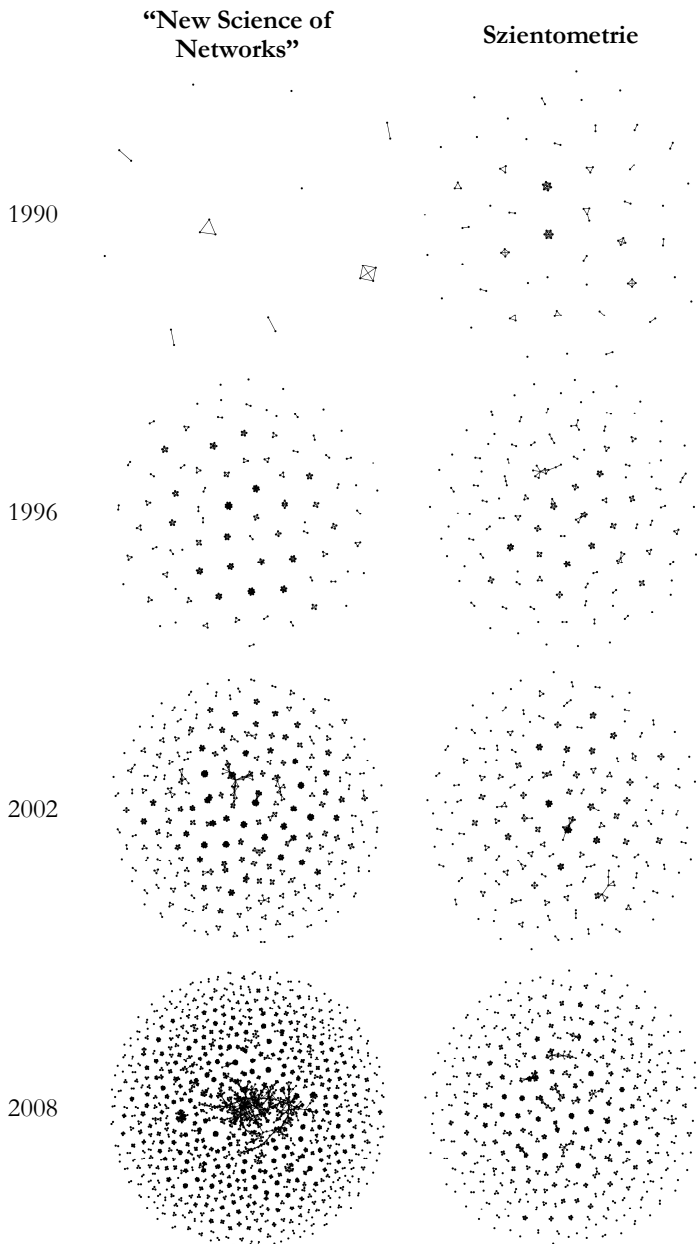 “New Science of
Networks”
Szientometrie
1990
1996
2002
2008